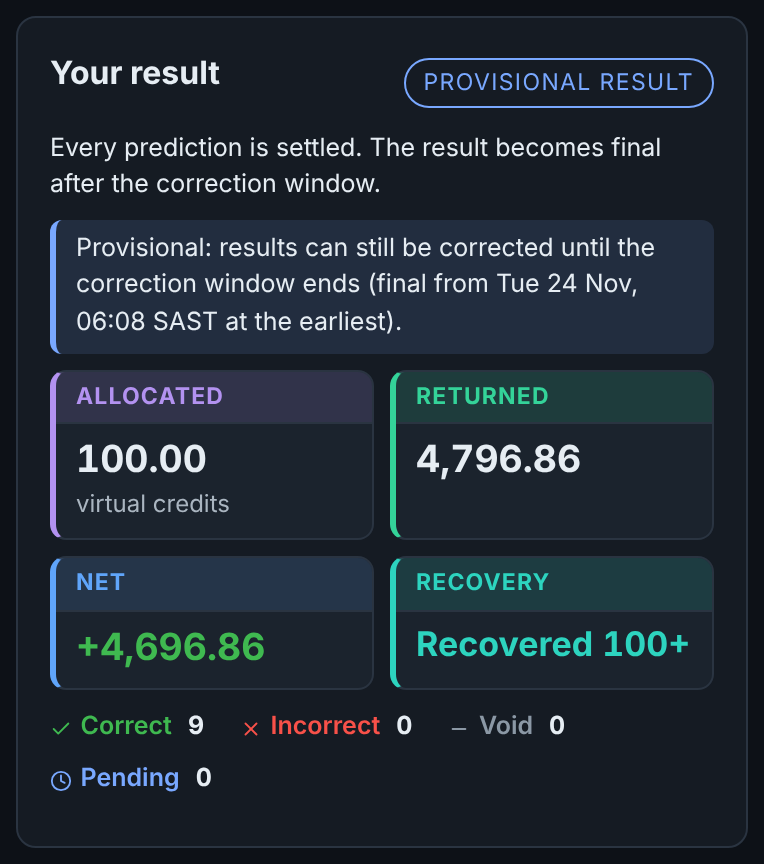 Your result
PROVISIONAL RESULT
Every prediction is settled. The result becomes final
after the correction window.
Provisional: results can still be corrected until the
correction window ends (final from Tue 24 Nov,
06:08 SAST at the earliest).
ALLOCATED
100.00
virtual credits
RETURNED
4,796.86
NET
+4,696.86
RECOVERY
Recovered 100+
Correct 9
Incorrect 0
Void 0
Pending 0